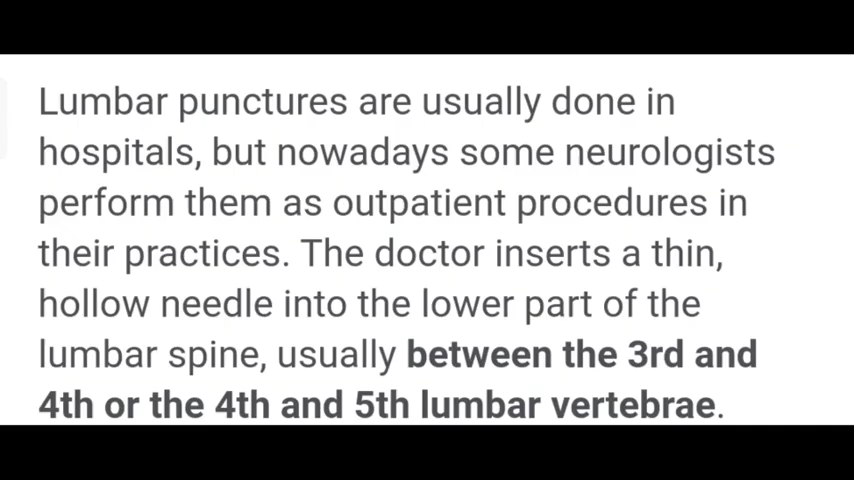 Lumbar punctures are usually done in
hospitals, but nowadays some neurologists
perform them as outpatient procedures in
their practices. The doctor inserts a thin,
hollow needle into the lower part of the
lumbar spine, usually between the 3rd and
4th or the 4th and 5th lumbar vertebrae.